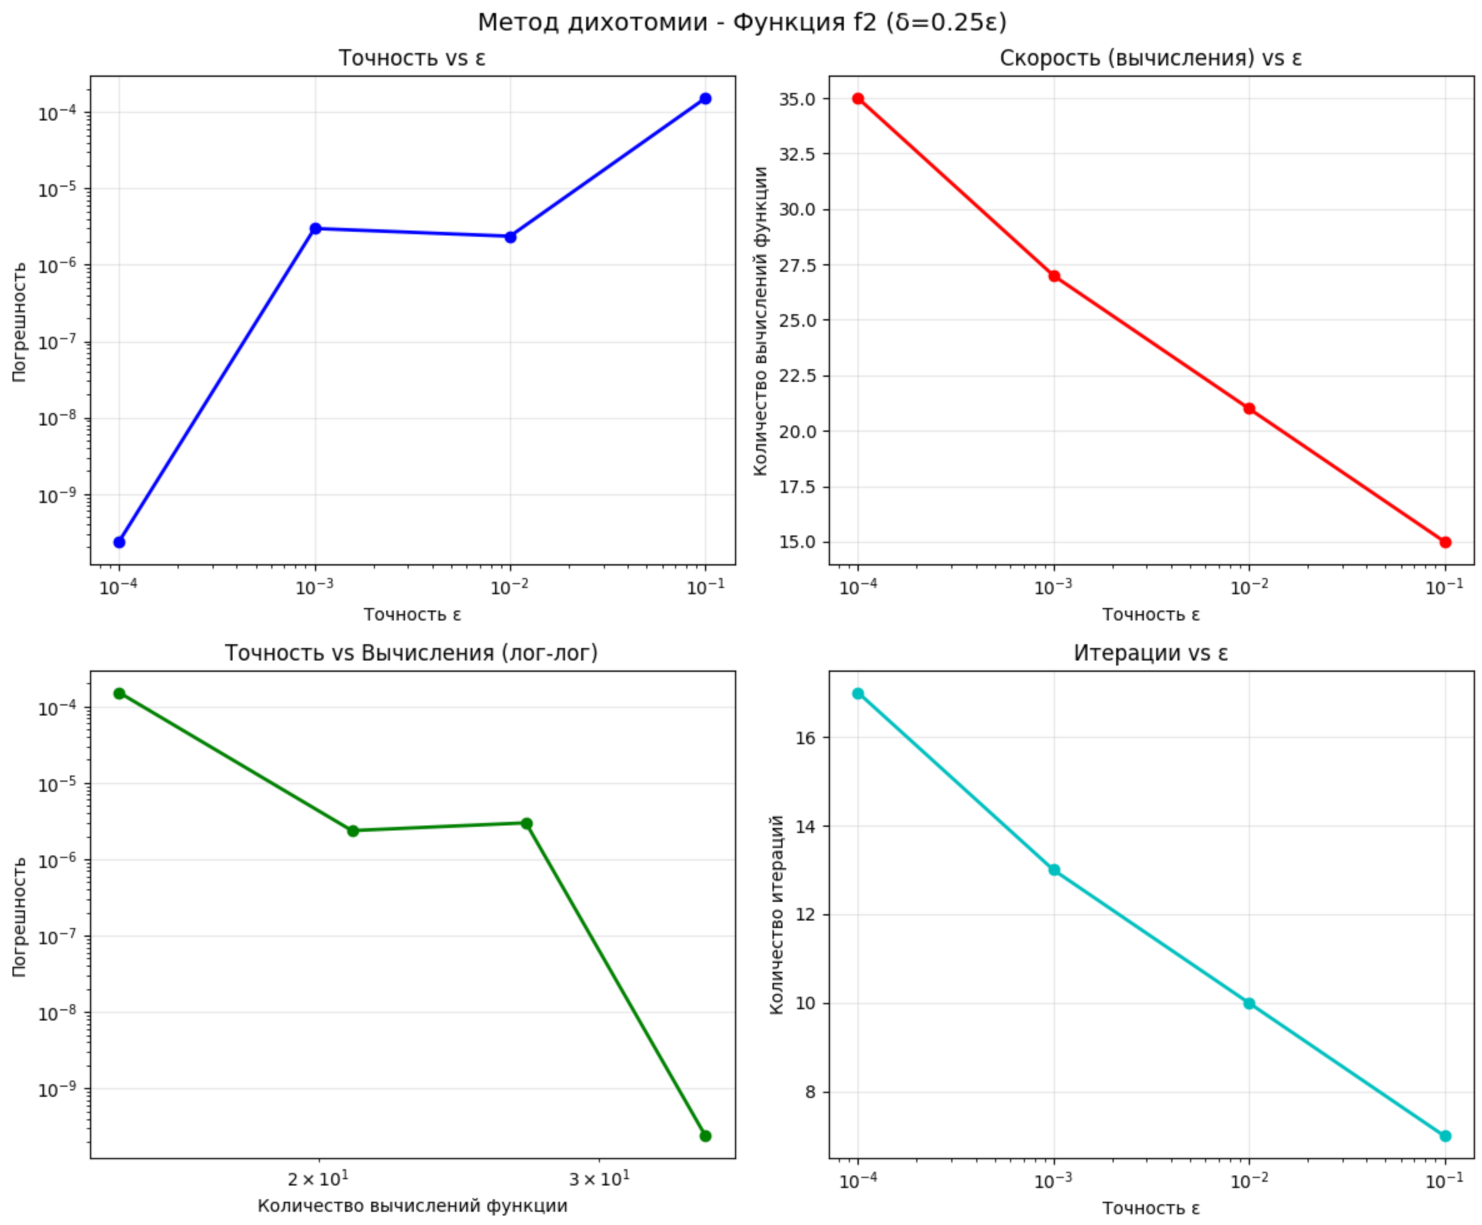 Метод дихотомии - Функция f2 (δ=0.25ε)
Точность vs ε
10⁻⁴
10⁻⁵
10⁻⁶
10⁻⁷
10⁻⁸
10⁻⁹
Погрешность
10⁻⁴ 10⁻³ 10⁻² 10⁻¹
Точность ε
Скорость (вычисления) vs ε
35.0
32.5
30.0
27.5
25.0
22.5
20.0
17.5
15.0
Количество вычислений функции
10⁻⁴ 10⁻³ 10⁻² 10⁻¹
Точность ε
Точность vs Вычисления (лог-лог)
10⁻⁴
10⁻⁵
10⁻⁶
10⁻⁷
10⁻⁸
10⁻⁹
Погрешность
2 × 10¹ 3 × 10¹
Количество вычислений функции
Итерации vs ε
16
14
12
10
8
Количество итераций
10⁻⁴ 10⁻³ 10⁻² 10⁻¹
Точность ε